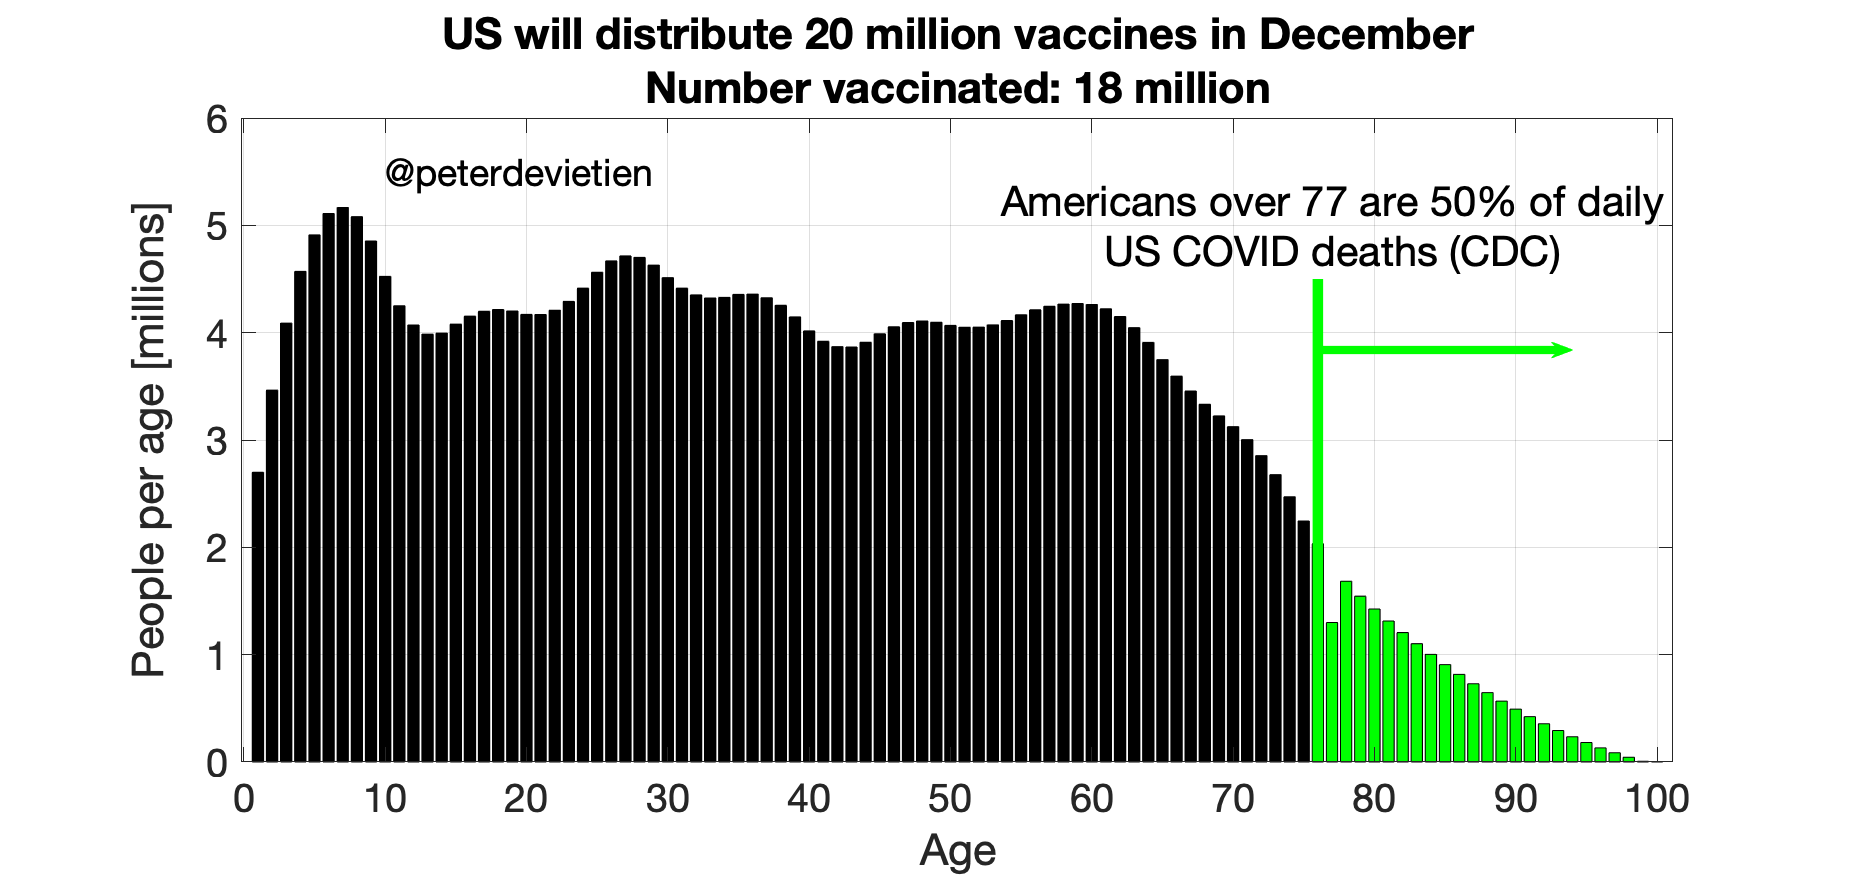 US will distribute 20 million vaccines in December
Number vaccinated: 18 million
@peterdevietien
Americans over 77 are 50% of daily
US COVID deaths (CDC)
People per age [millions]
6
5
4
3
2
1
0
0 10 20 30 40 50 60 70 80 90 100
Age